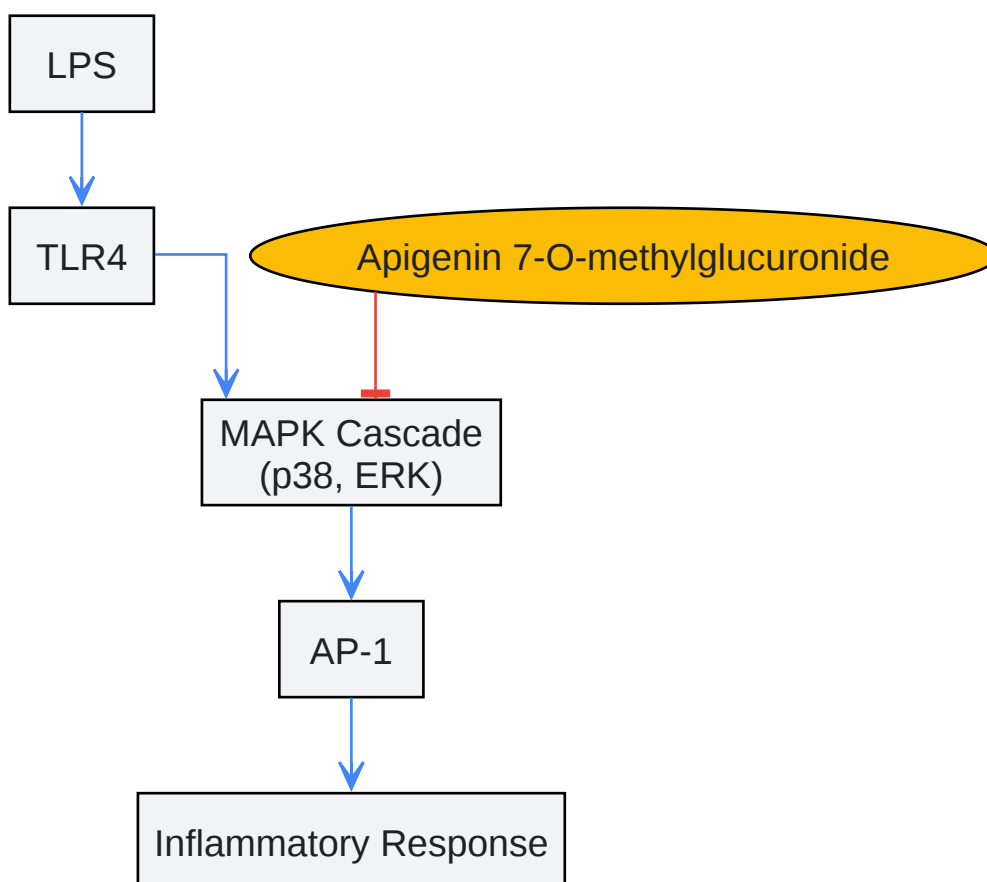 LPS
TLR4
Apigenin 7-O-methylglucuronide
MAPK Cascade
(p38, ERK)
AP-1
Inflammatory Response